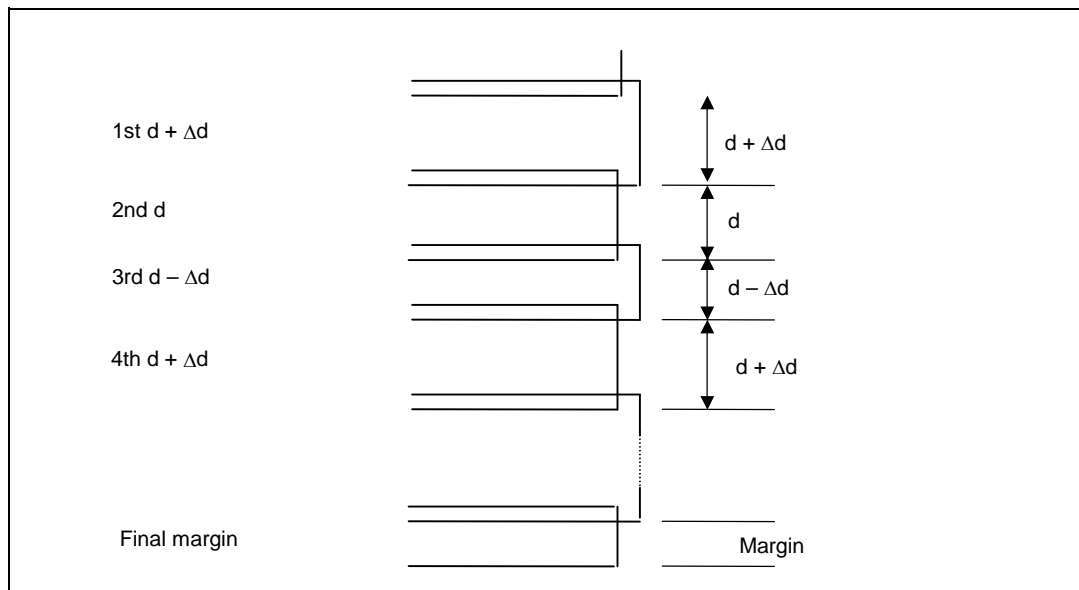 1st d + Δd
d + Δd
2nd d
d
3rd d – Δd
d – Δd
4th d + Δd
d + Δd
Final margin
Margin